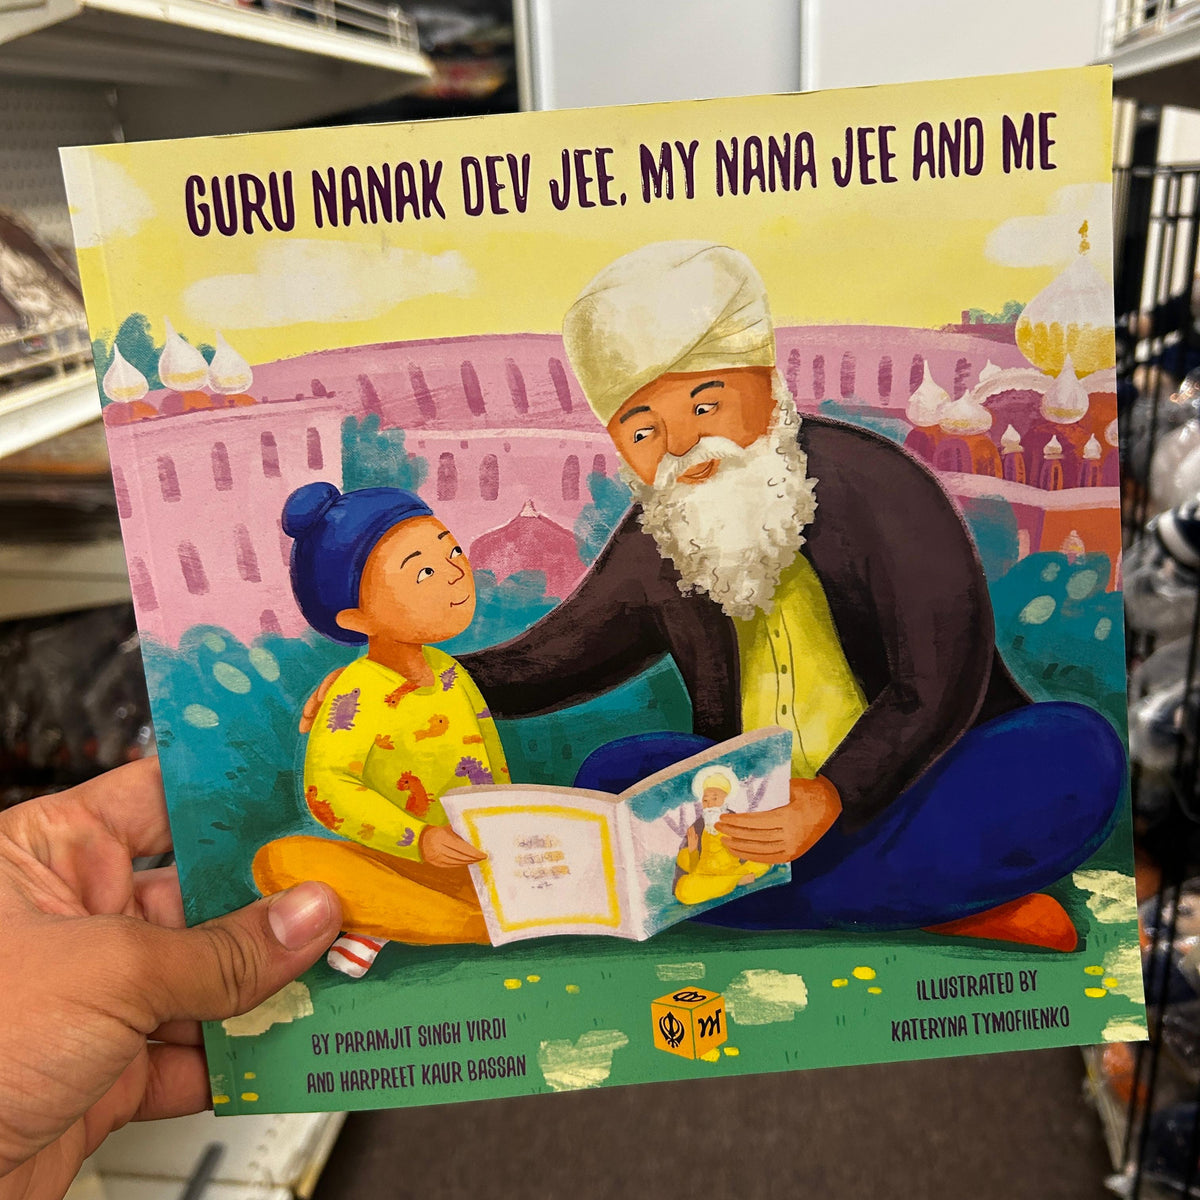 GURU NANAK DEV JEE, MY NANA JEE AND ME
BY PARAMJIT SINGH VIRDI
AND HARPREET KAUR BASSAN
ILLUSTRATED BY
KATERYNA TYMOFIIENKO